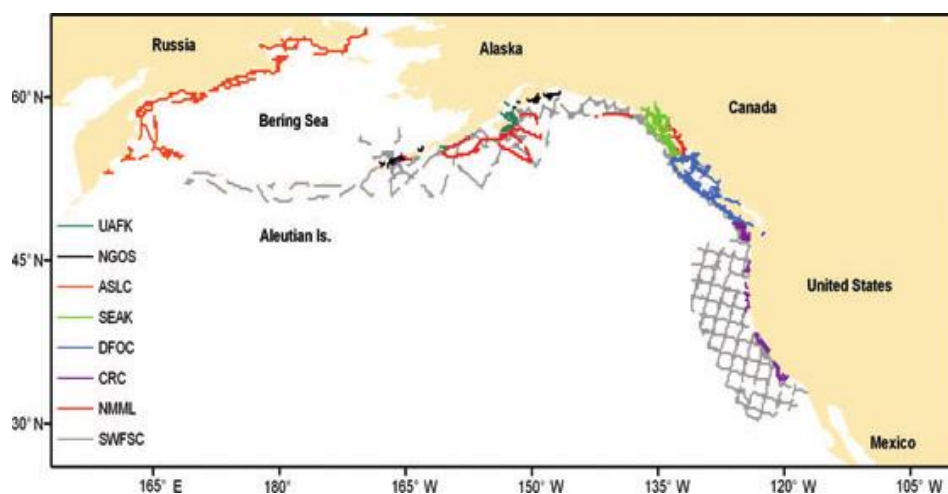 Russia
Alaska
60° N
Canada
Bering Sea
UAFK
Aleutian Is.
NGOS
45° N
ASLC
United States
SEAK
DFOC
CRC
NMML
30° N
SWFSC
Mexico
165° E
180°
165° W
150° W
135° W
120° W
105° W